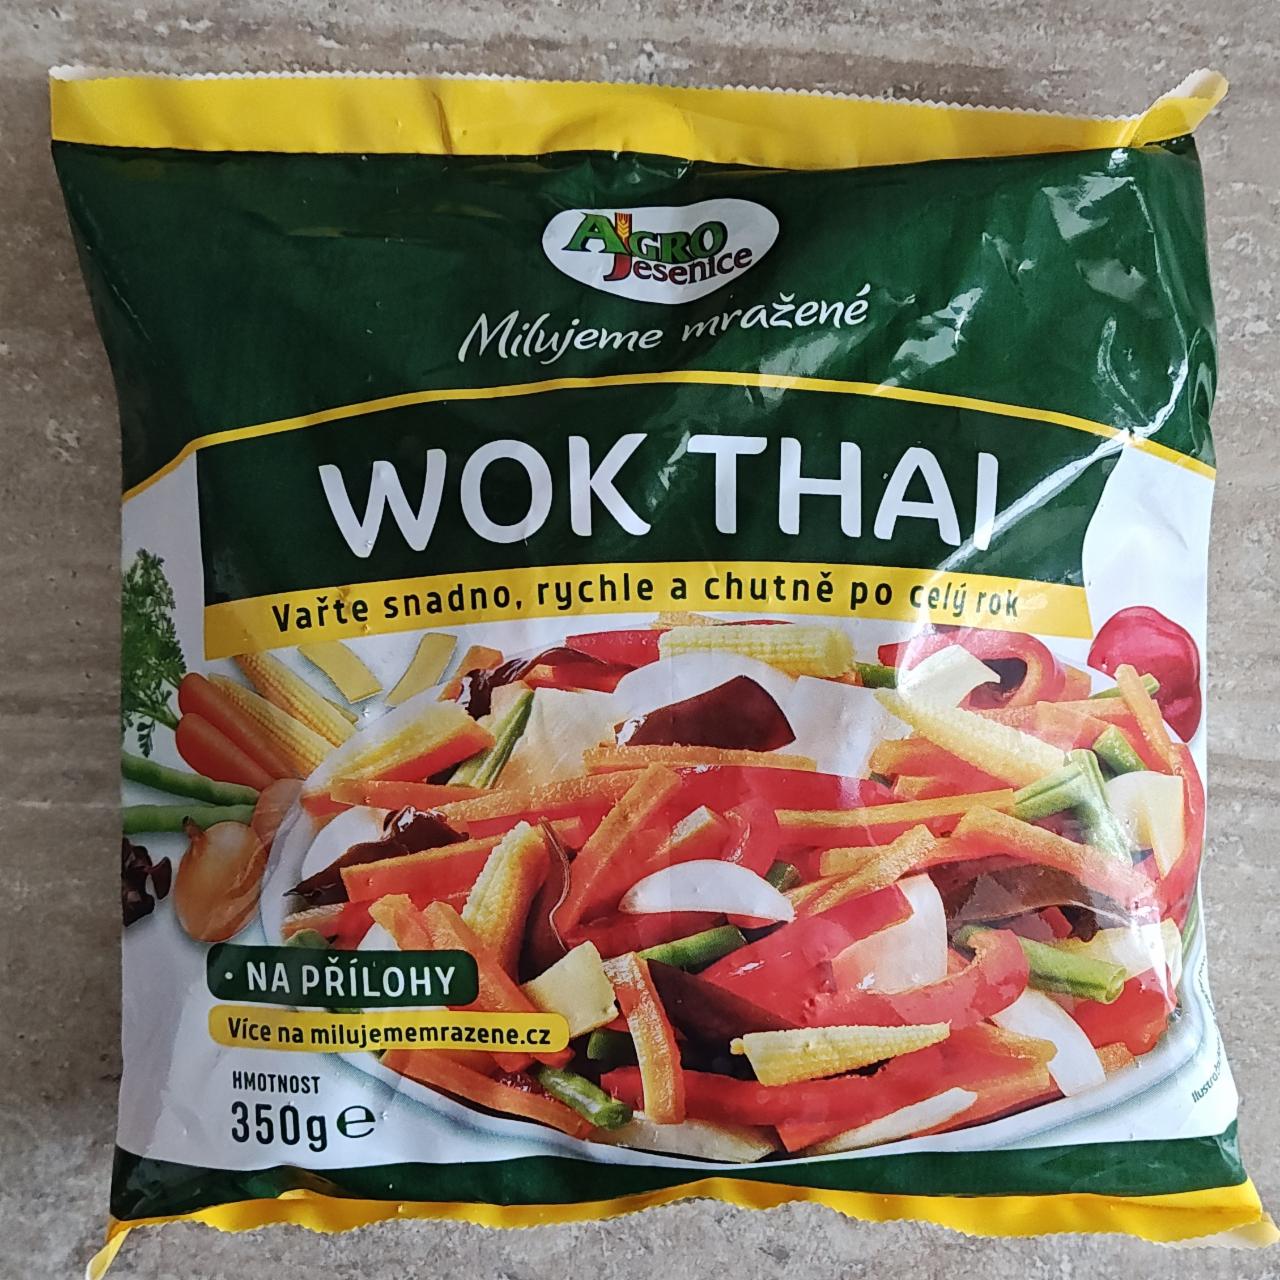 AGRO
Jesenice
Milujeme mražené
WOK THAI
Vařte snadno, rychle a chutně po celý rok
• NA PŘÍLOHY
Více na milujememrazene.cz
HMOTNOST
350g e